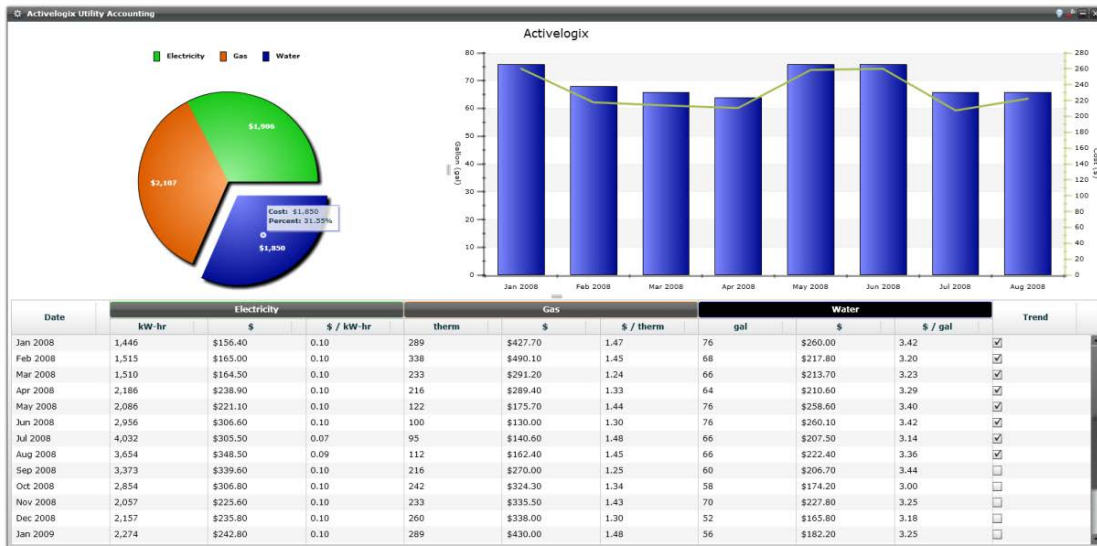 Activelogix Utility Accounting
Activelogix
Electricity Gas Water
$1,906
$2,107
Cost: $1,850
Percent: 31.55%
$1,850
80
70
60
50
40
30
20
10
0
Gallon (gal)
280
260
240
220
200
180
160
140
120
100
80
60
40
20
0
Cost ($)
Jan 2008 Feb 2008 Mar 2008 Apr 2008 May 2008 Jun 2008 Jul 2008 Aug 2008
Date Electricity Gas Water Trend
kW-hr $ $ / kW-hr therm $ $ / therm gal $ $ / gal
Jan 2008 1,446 $156.40 0.10 289 $427.70 1.47 76 $260.00 3.42
Feb 2008 1,515 $165.00 0.10 338 $490.10 1.45 68 $217.80 3.20
Mar 2008 1,510 $164.50 0.10 233 $291.20 1.24 66 $213.70 3.23
Apr 2008 2,186 $238.90 0.10 216 $289.40 1.33 64 $210.60 3.29
May 2008 2,086 $221.10 0.10 122 $175.70 1.44 76 $258.60 3.40
Jun 2008 2,956 $306.60 0.10 100 $130.00 1.30 76 $260.10 3.42
Jul 2008 4,032 $305.50 0.07 95 $140.60 1.48 66 $207.50 3.14
Aug 2008 3,654 $348.50 0.09 112 $162.40 1.45 66 $222.40 3.36
Sep 2008 3,373 $339.60 0.10 216 $270.00 1.25 60 $206.70 3.44
Oct 2008 2,854 $306.80 0.10 242 $324.30 1.34 58 $174.20 3.00
Nov 2008 2,057 $225.60 0.10 233 $335.50 1.43 70 $227.80 3.25
Dec 2008 2,157 $235.80 0.10 260 $338.00 1.30 52 $165.80 3.18
Jan 2009 2,274 $242.80 0.10 289 $430.00 1.48 56 $182.20 3.25